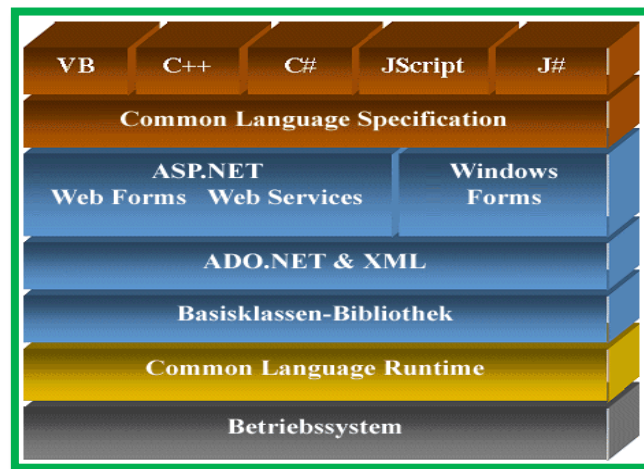 VB C++ C# JScript J#
Common Language Specification
ASP.NET
Web Forms Web Services
Windows
Forms
ADO.NET & XML
Basisklassen-Bibliothek
Common Language Runtime
Betriebssystem